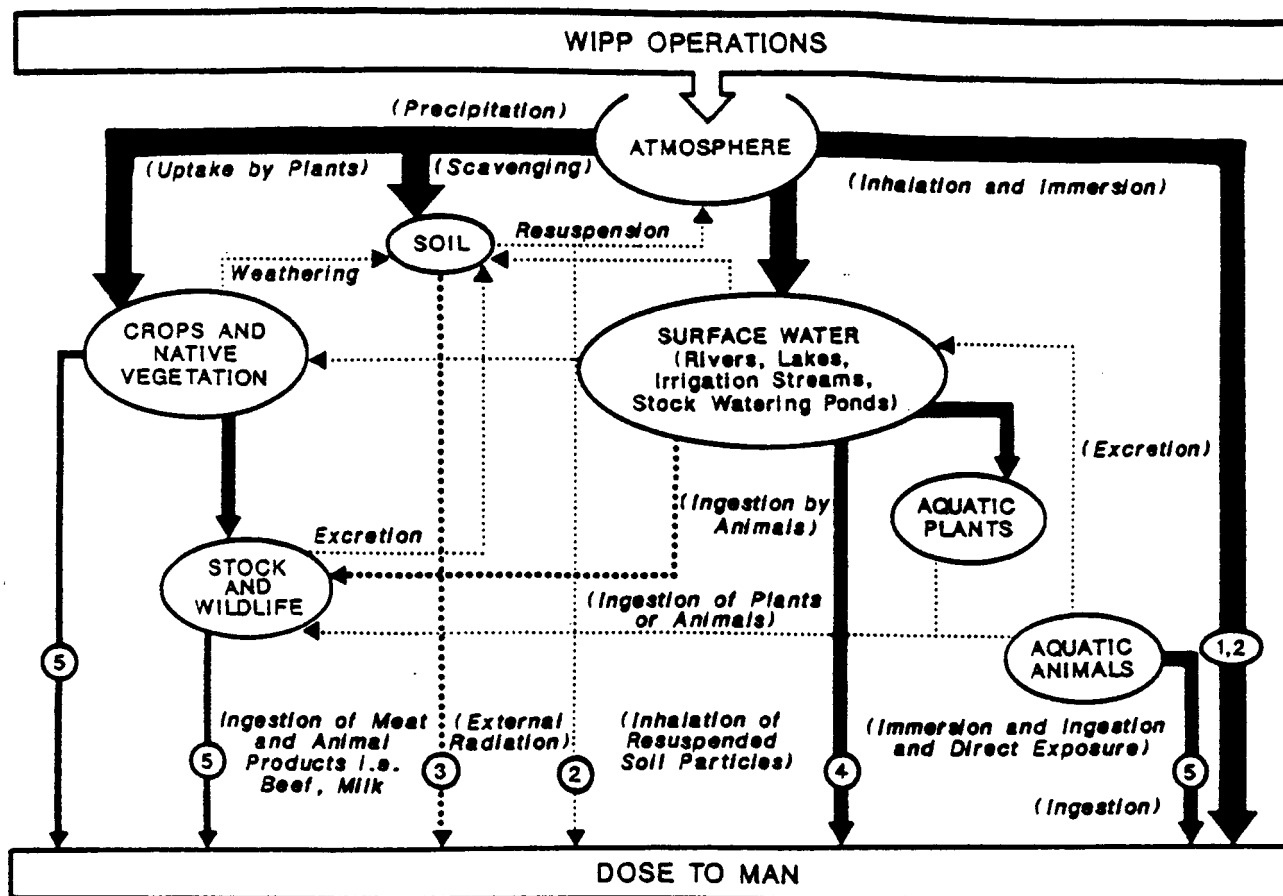 WIPP OPERATIONS
(Precipitation)
ATMOSPHERE
(Uptake by Plants)
(Scavenging)
(Inhalation and Immersion)
SOIL
Resuspension
Weathering
CROPS AND
NATIVE
VEGETATION
SURFACE WATER
(Rivers, Lakes,
Irrigation Streams,
Stock Watering Ponds)
(Excretion)
AQUATIC
PLANTS
(Ingestion by
Animals)
Excretion
STOCK
AND
WILDLIFE
(Ingestion of Plants
or Animals)
AQUATIC
ANIMALS
1,2
5
Ingestion of Meat
and Animal
Products i.e.
Beef, Milk
5
(External
Radiation)
3
2
(Inhalation of
Resuspended
Soil Particles)
4
(Immersion and Ingestion
and Direct Exposure)
5
(Ingestion)
DOSE TO MAN